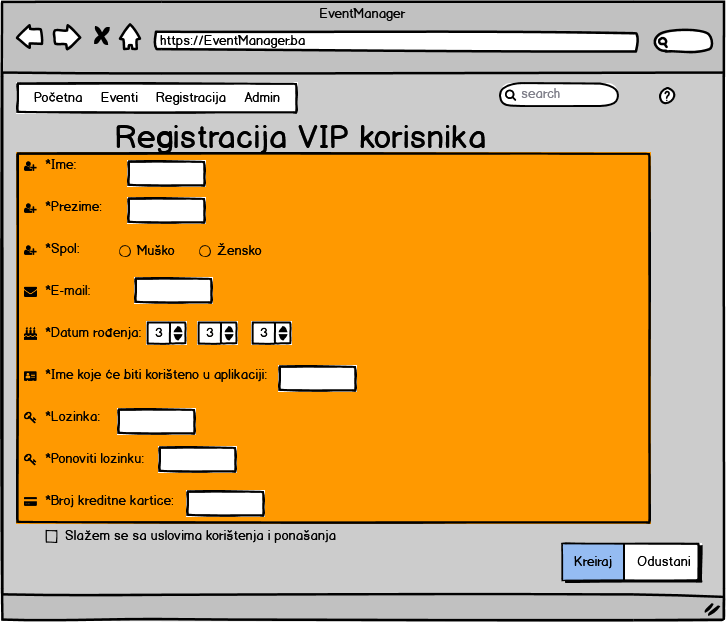 EventManager
https://EventManager.ba
Početna Eventi Registracija Admin
search
?
Registracija VIP korisnika
*Ime:
*Prezime:
*Spol: Muško Žensko
*E-mail:
*Datum rođenja: 3 3 3
*Ime koje će biti korišteno u aplikaciji:
*Lozinka:
*Ponoviti lozinku:
*Broj kreditne kartice:
Slažem se sa uslovima korištenja i ponašanja
Kreiraj Odustani